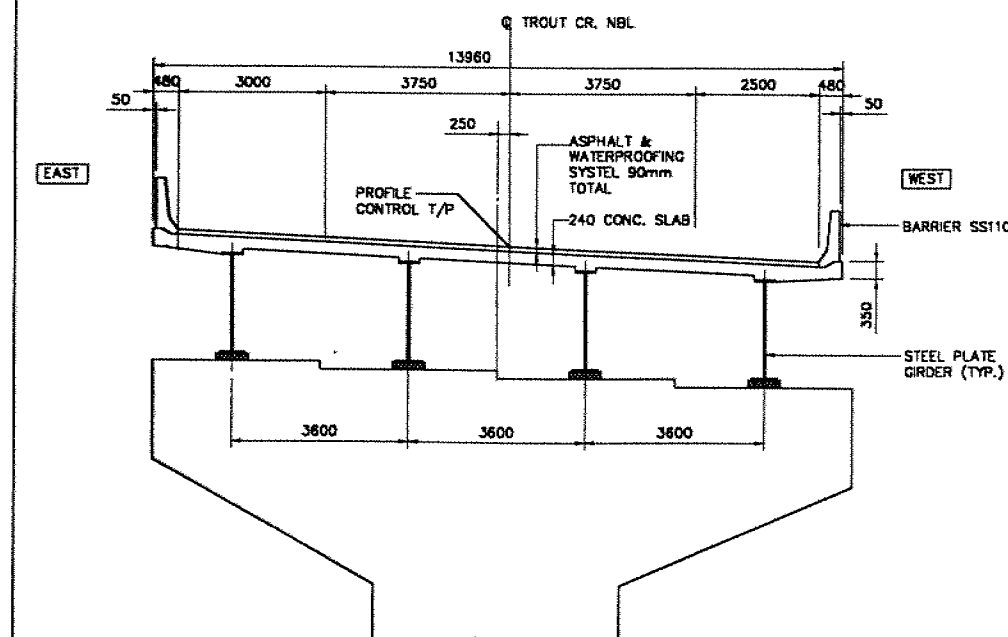 ℄ TROUT CR. NBL
13960
480 3000 3750 3750 2500 480
50 50
250
ASPHALT &
WATERPROOFING
SYSTEL 90mm
TOTAL
EAST
WEST
PROFILE
CONTROL T/P
240 CONC. SLAB
BARRIER SS110
350
STEEL PLATE
GIRDER (TYP.)
3600 3600 3600